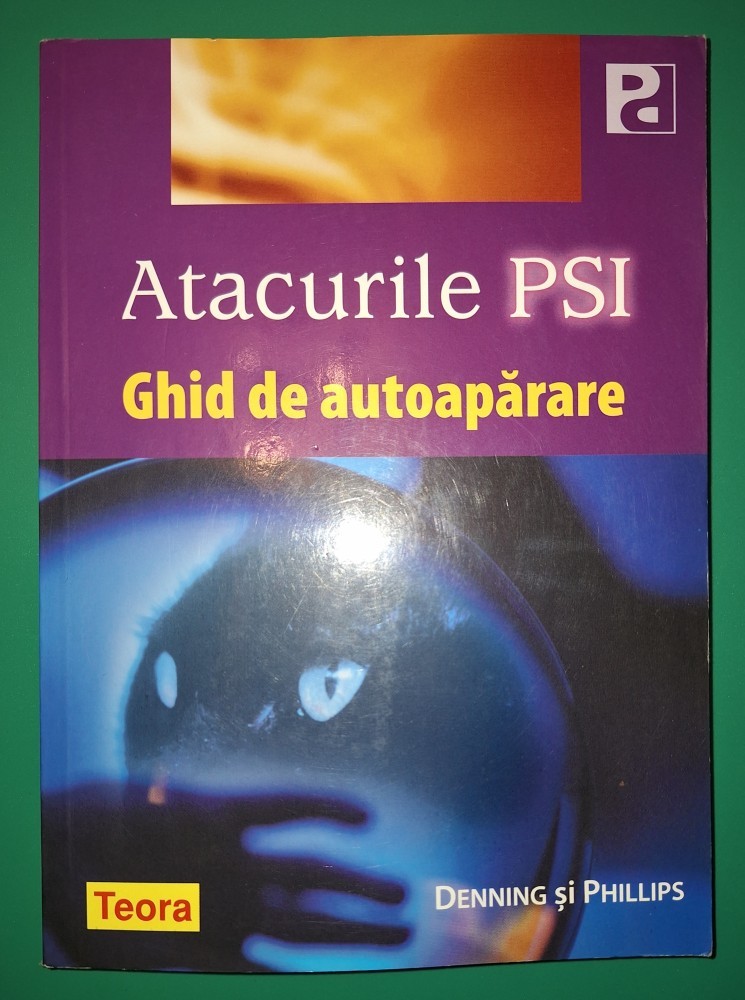 Atacurile PSI
Ghid de autoapărare
Teora
DENNING și PHILLIPS